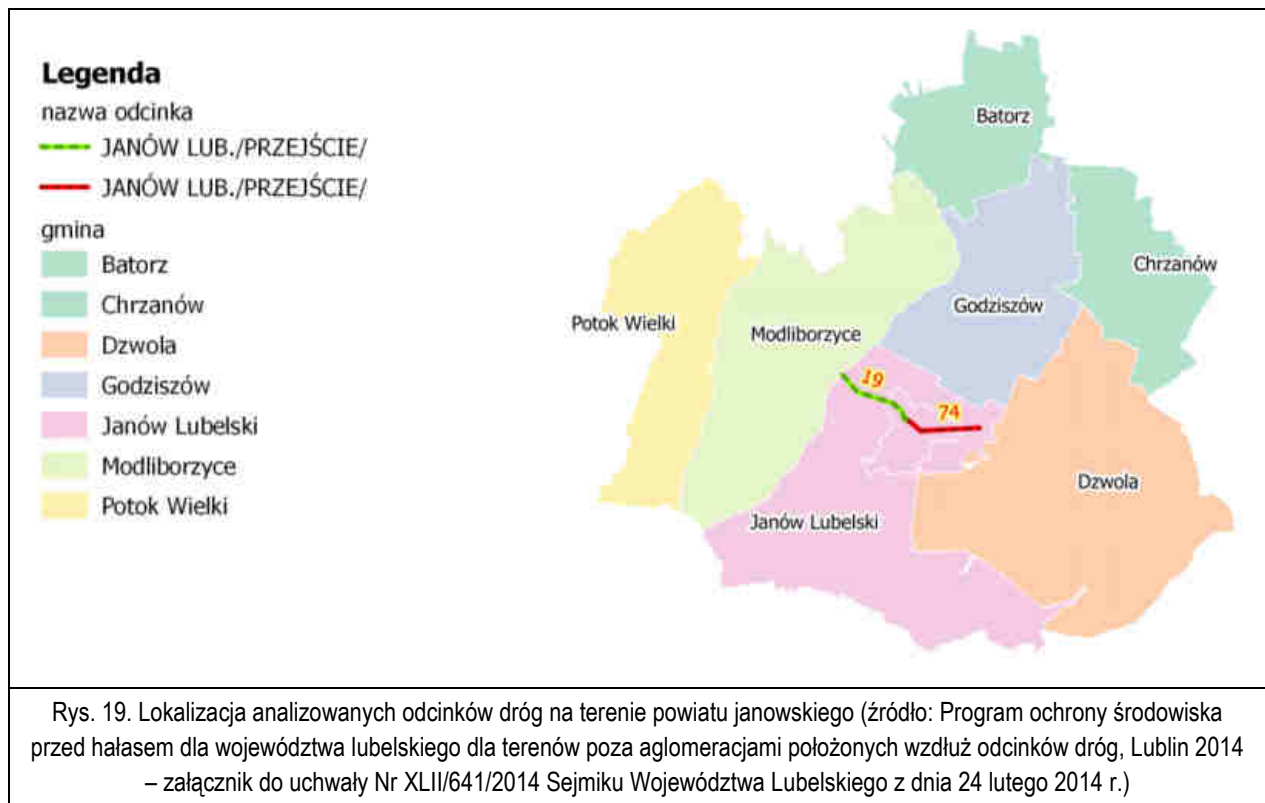 Legenda
nazwa odcinka
JANÓW LUB./PRZEJŚCIE/
JANÓW LUB./PRZEJŚCIE/
gmina
Batorz
Chrzanów
Dzwola
Godziszów
Janów Lubelski
Modliborzyce
Potok Wielki
Batorz
Chrzanów
Godziszów
Potok Wielki
Modliborzyce
19
74
Dzwola
Janów Lubelski
Rys. 19. Lokalizacja analizowanych odcinków dróg na terenie powiatu janowskiego (źródło: Program ochrony środowiska
przed hałasem dla województwa lubelskiego dla terenów poza aglomeracjami położonych wzdłuż odcinków dróg, Lublin 2014
– załącznik do uchwały Nr XLII/641/2014 Sejmiku Województwa Lubelskiego z dnia 24 lutego 2014 r.)